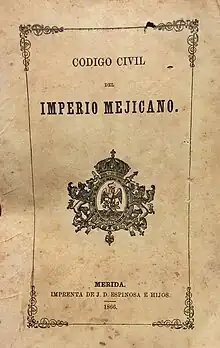 CODIGO CIVIL
DEL
IMPERIO MEJICANO.
MERIDA.
IMPRENTA DE J. D. ESPINOSA E HIJOS.
1866.